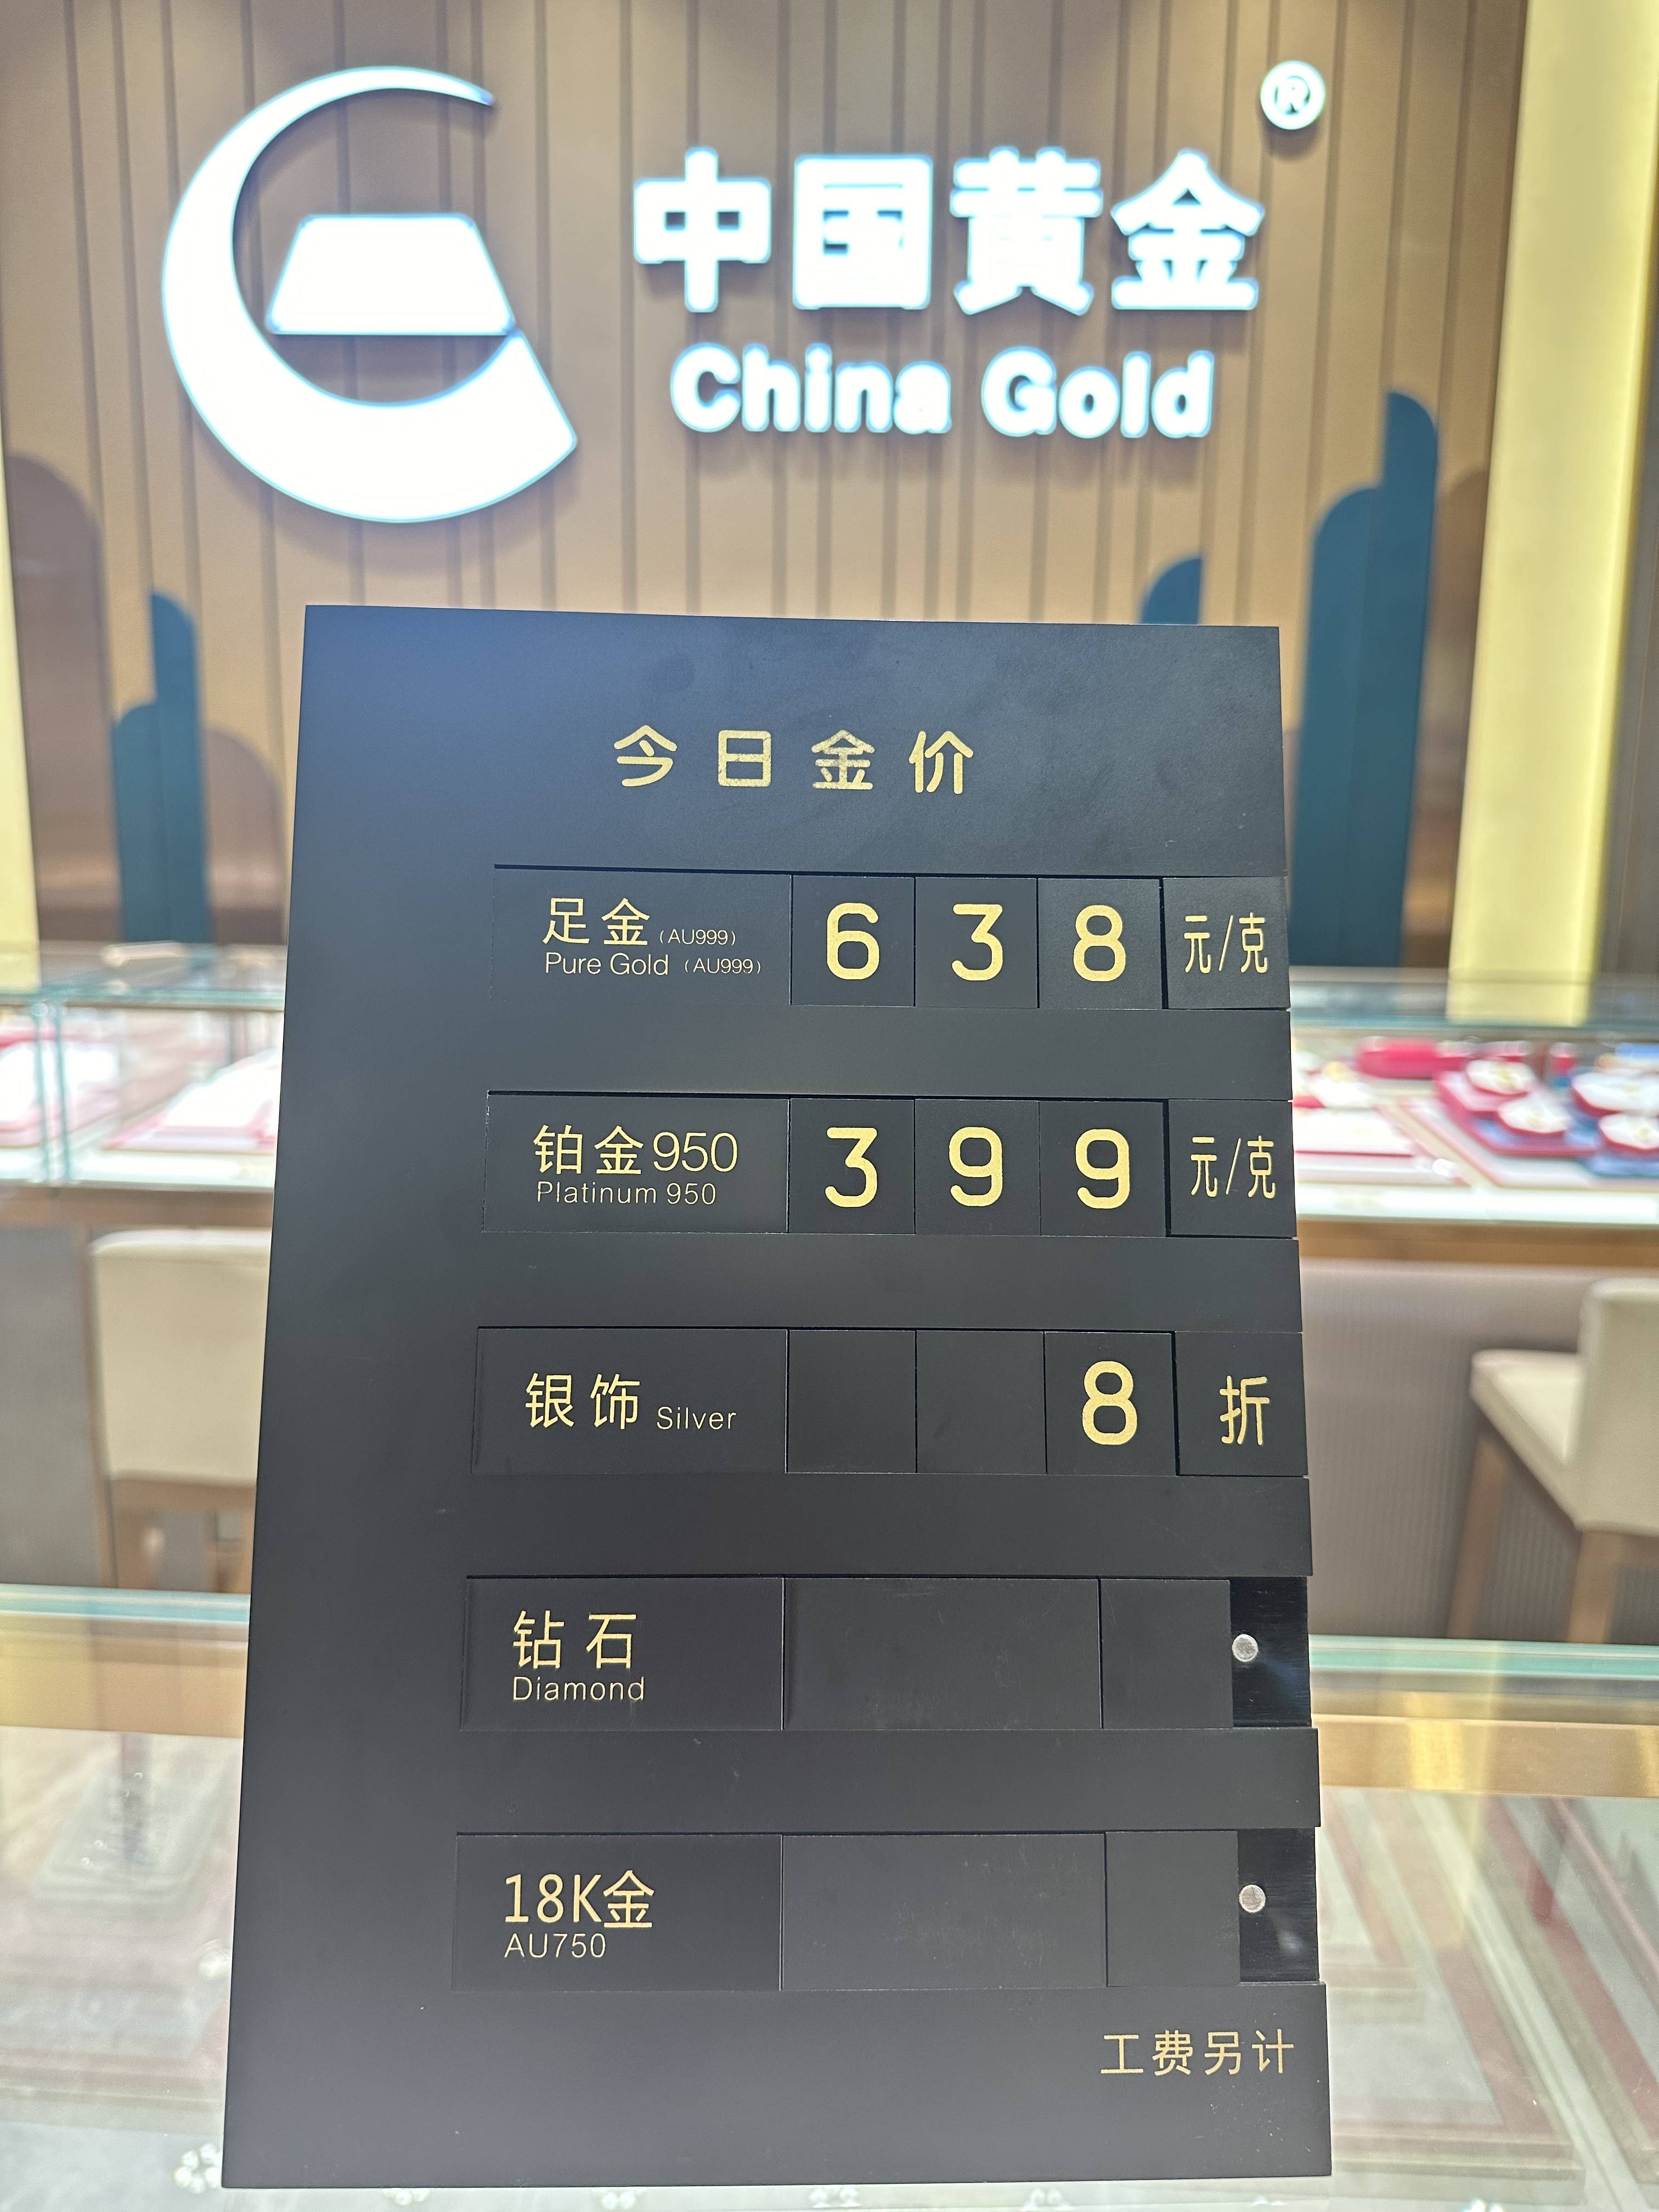 ®
中国黄金
China Gold
今日金价
足金（AU999） 638 元/克
Pure Gold （AU999）
铂金950 399 元/克
Platinum 950
银饰 Silver 8 折
钻石
Diamond
18K金
AU750
工费另计